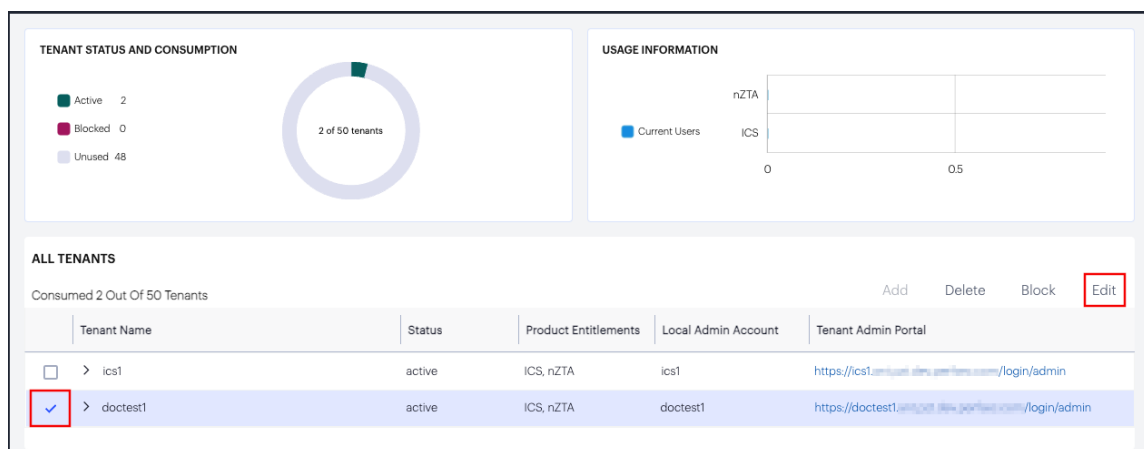 TENANT STATUS AND CONSUMPTION
Active 2
Blocked 0
Unused 48
2 of 50 tenants
USAGE INFORMATION
Current Users
nZTA
ICS
0 0.5
ALL TENANTS
Consumed 2 Out Of 50 Tenants
Add Delete Block Edit
Tenant Name Status Product Entitlements Local Admin Account Tenant Admin Portal
ics1 active ICS, nZTA ics1 https://ics1. /login/admin
doctest1 active ICS, nZTA doctest1 https://doctest1. /login/admin